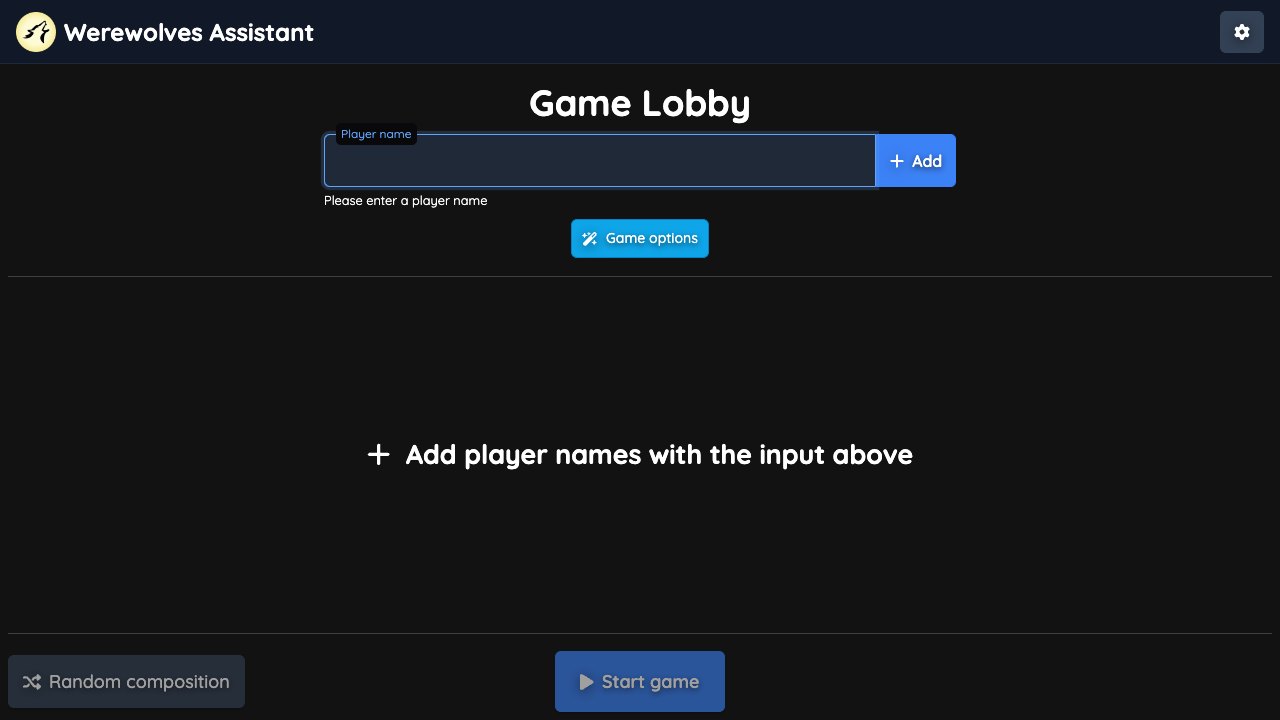 Werewolves Assistant
Game Lobby
Player name
Add
Please enter a player name
Game options
Add player names with the input above
Random composition
Start game